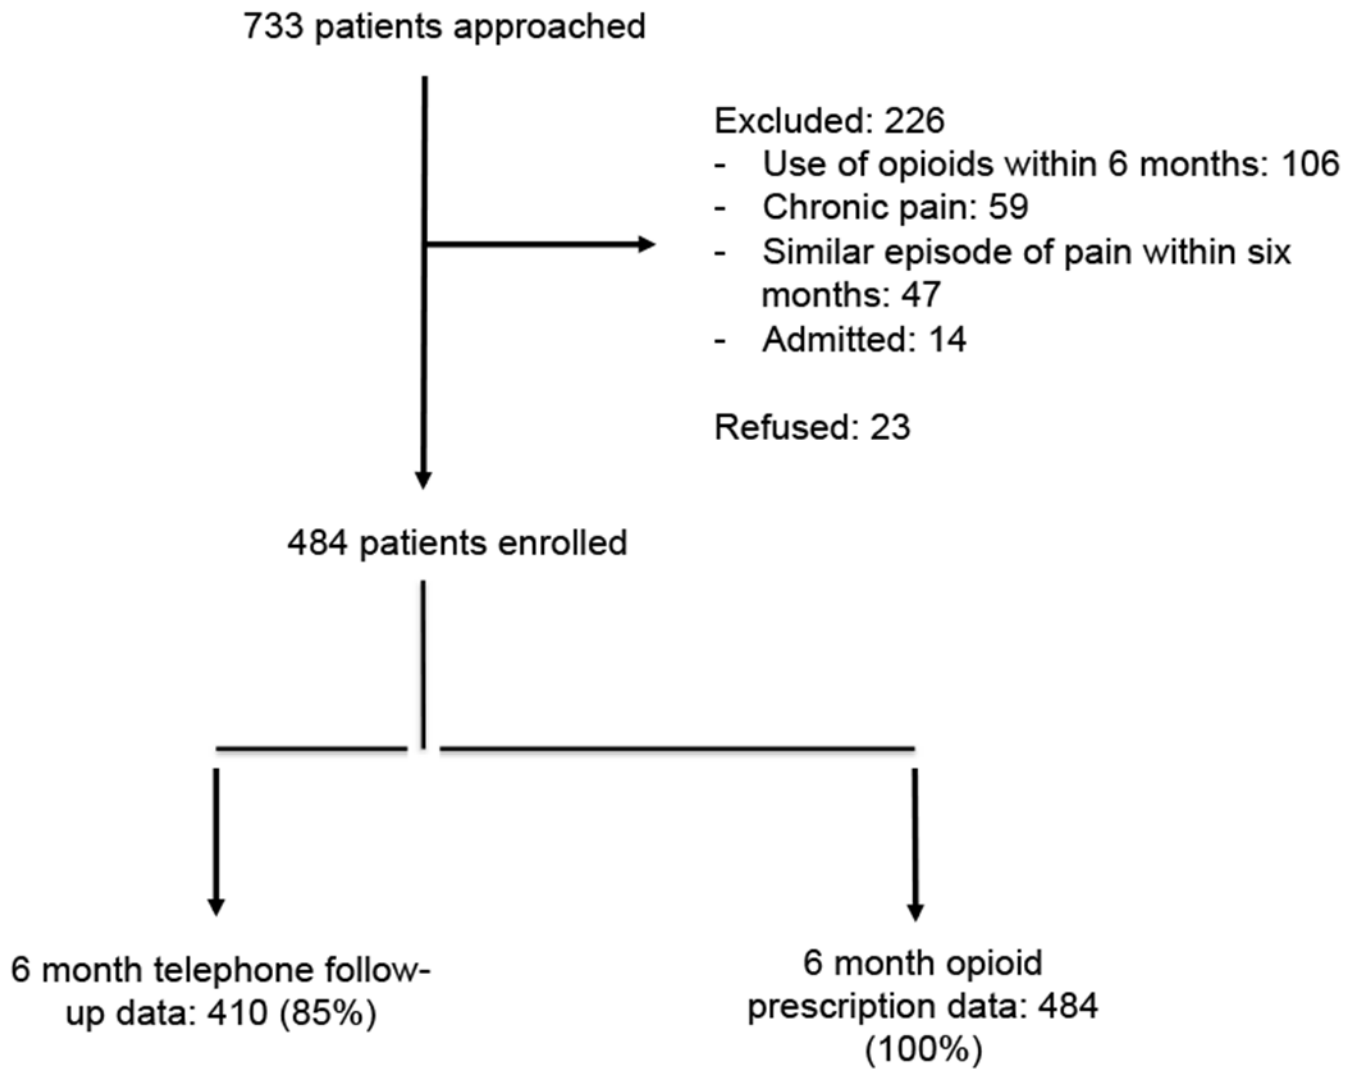 733 patients approached
Excluded: 226
- Use of opioids within 6 months: 106
- Chronic pain: 59
- Similar episode of pain within six
months: 47
- Admitted: 14
Refused: 23
484 patients enrolled
6 month telephone follow-
up data: 410 (85%)
6 month opioid
prescription data: 484
(100%)